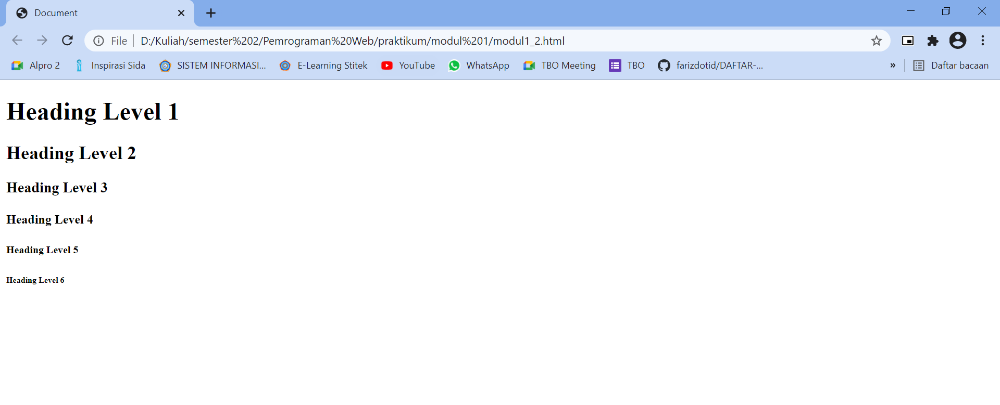 Document
File D:/Kuliah/semester%202/Pemrograman%20Web/praktikum/modul%201/modul1_2.html
Alpro 2 Inspirasi Sida SISTEM INFORMASI... E-Learning Stitek YouTube WhatsApp TBO Meeting TBO farizdotid/DAFTAR-... » Daftar bacaan
Heading Level 1
Heading Level 2
Heading Level 3
Heading Level 4
Heading Level 5
Heading Level 6